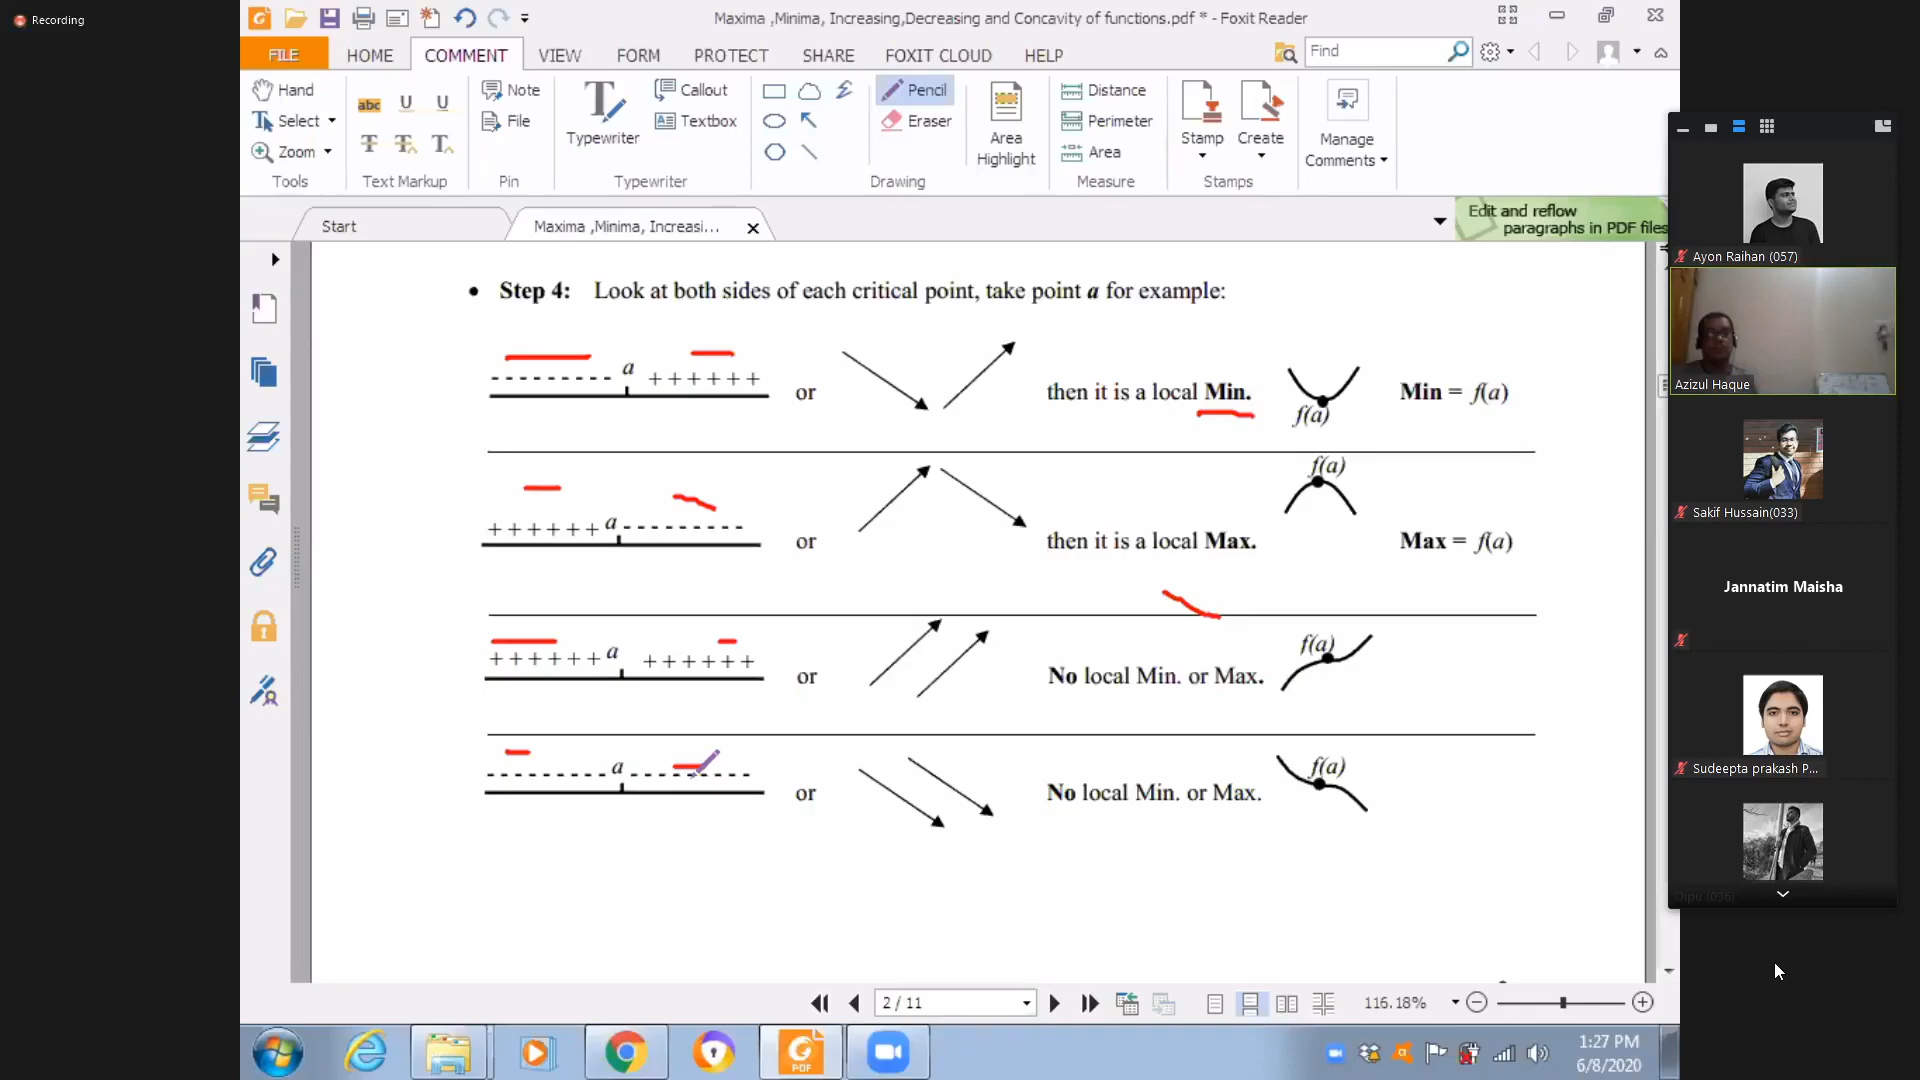 Recording
Maxima ,Minima, Increasing,Decreasing and Concavity of functions.pdf * - Foxit Reader
FILE HOME COMMENT VIEW FORM PROTECT SHARE FOXIT CLOUD HELP Find
Hand
Select
Zoom
Tools
abc U U
T T T
Text Markup
Note
File
Pin
Typewriter
Callout
Textbox
Typewriter
Pencil
Eraser
Drawing
Area
Highlight
Distance
Perimeter
Area
Measure
Stamp
Create
Stamps
Manage
Comments
Start
Maxima ,Minima, Increasi...
Edit and reflow
paragraphs in PDF files
• Step 4: Look at both sides of each critical point, take point a for example:
- - - - - - - - - - - - a + + + + + + or then it is a local Min. f(a) Min = f(a)
+ + + + + + a - - - - - - - - - - - or then it is a local Max. f(a) Max = f(a)
+ + + + + + a + + + + + + or No local Min. or Max. f(a)
- - - - - - - - - - - a - - - - - - - - - - - or No local Min. or Max. f(a)
2 / 11
116.18%
PDF
1:27 PM
6/8/2020
Ayon Raihan (057)
Azizul Haque
Sakif Hussain(033)
Jannatim Maisha
Sudeepta prakash P...
Dipu (036)